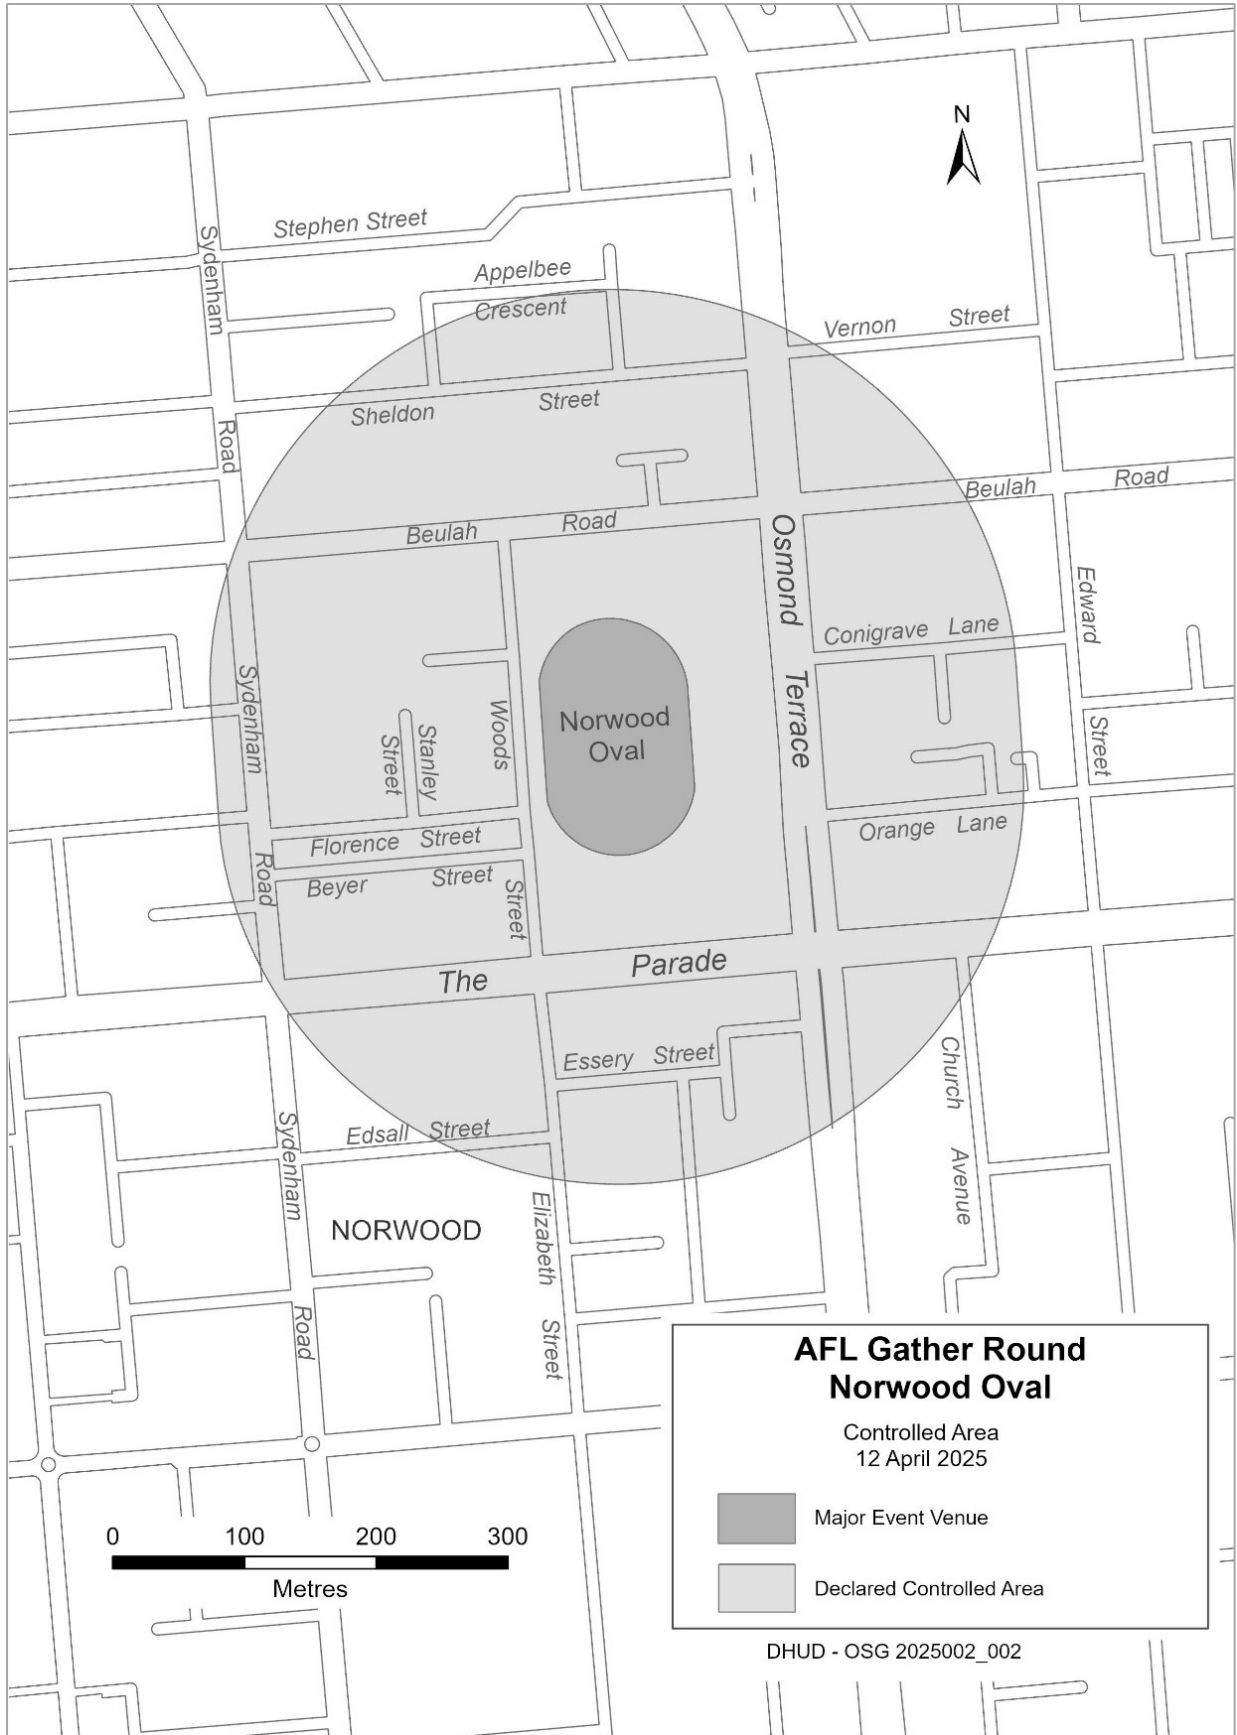 N
Stephen Street
Sydenham
Appelbee
Crescent
Vernon Street
Sheldon Street
Road
Beulah Road
Beulah Road
Osmond
Terrace
Edward
Street
Conigrave Lane
Sydenham
Norwood
Oval
Woods
Stanley
Street
Florence Street
Orange Lane
Road
Beyer Street
Street
The Parade
Essery Street
Church
Avenue
Edsall Street
Sydenham
Road
NORWOOD
Elizabeth
Street
AFL Gather Round
Norwood Oval
Controlled Area
12 April 2025
Major Event Venue
Declared Controlled Area
0 100 200 300
Metres
DHUD - OSG 2025002_002